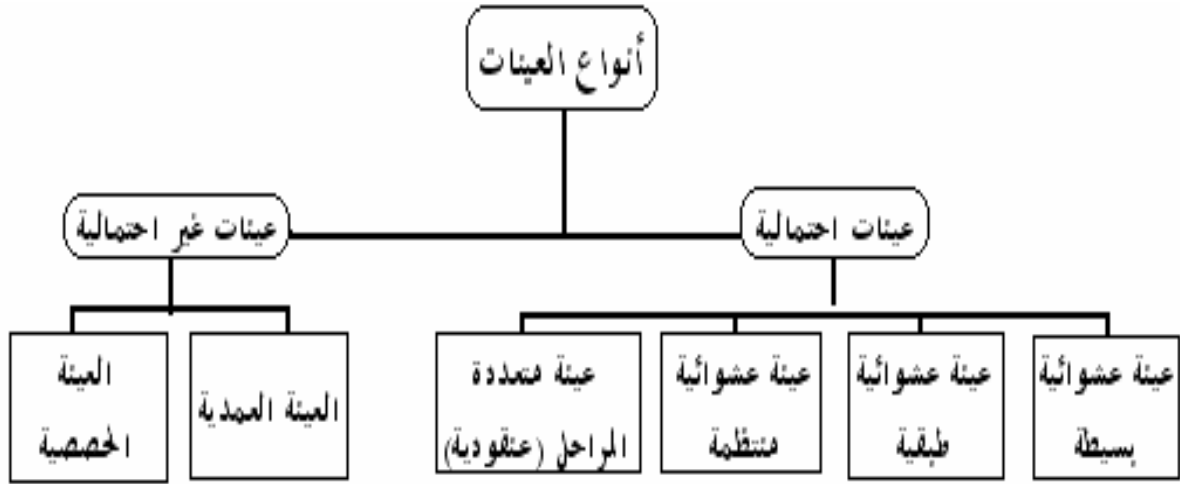 أنواع العينات
عينات احتمالية
عينات غير احتمالية
عينة عشوائية
بسيطة
عينة عشوائية
طبقية
عينة عشوائية
منتظمة
عينة متعددة
المراحل (عنقودية)
العينة العمدية
العينة
الحصصية